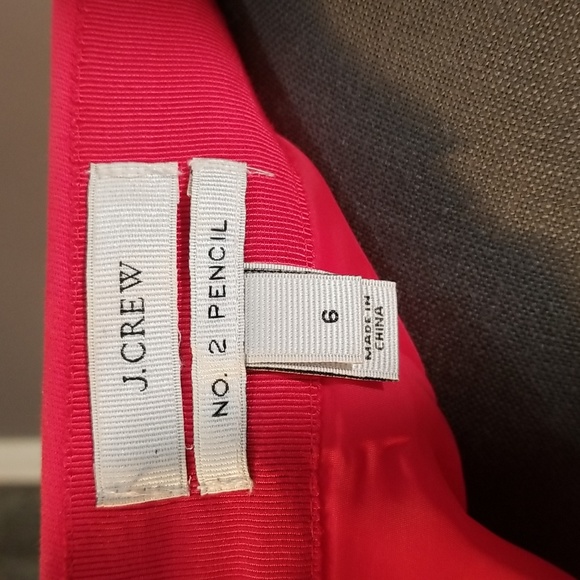 J.CREW
NO. 2 PENCIL
6
MADE IN
CHINA